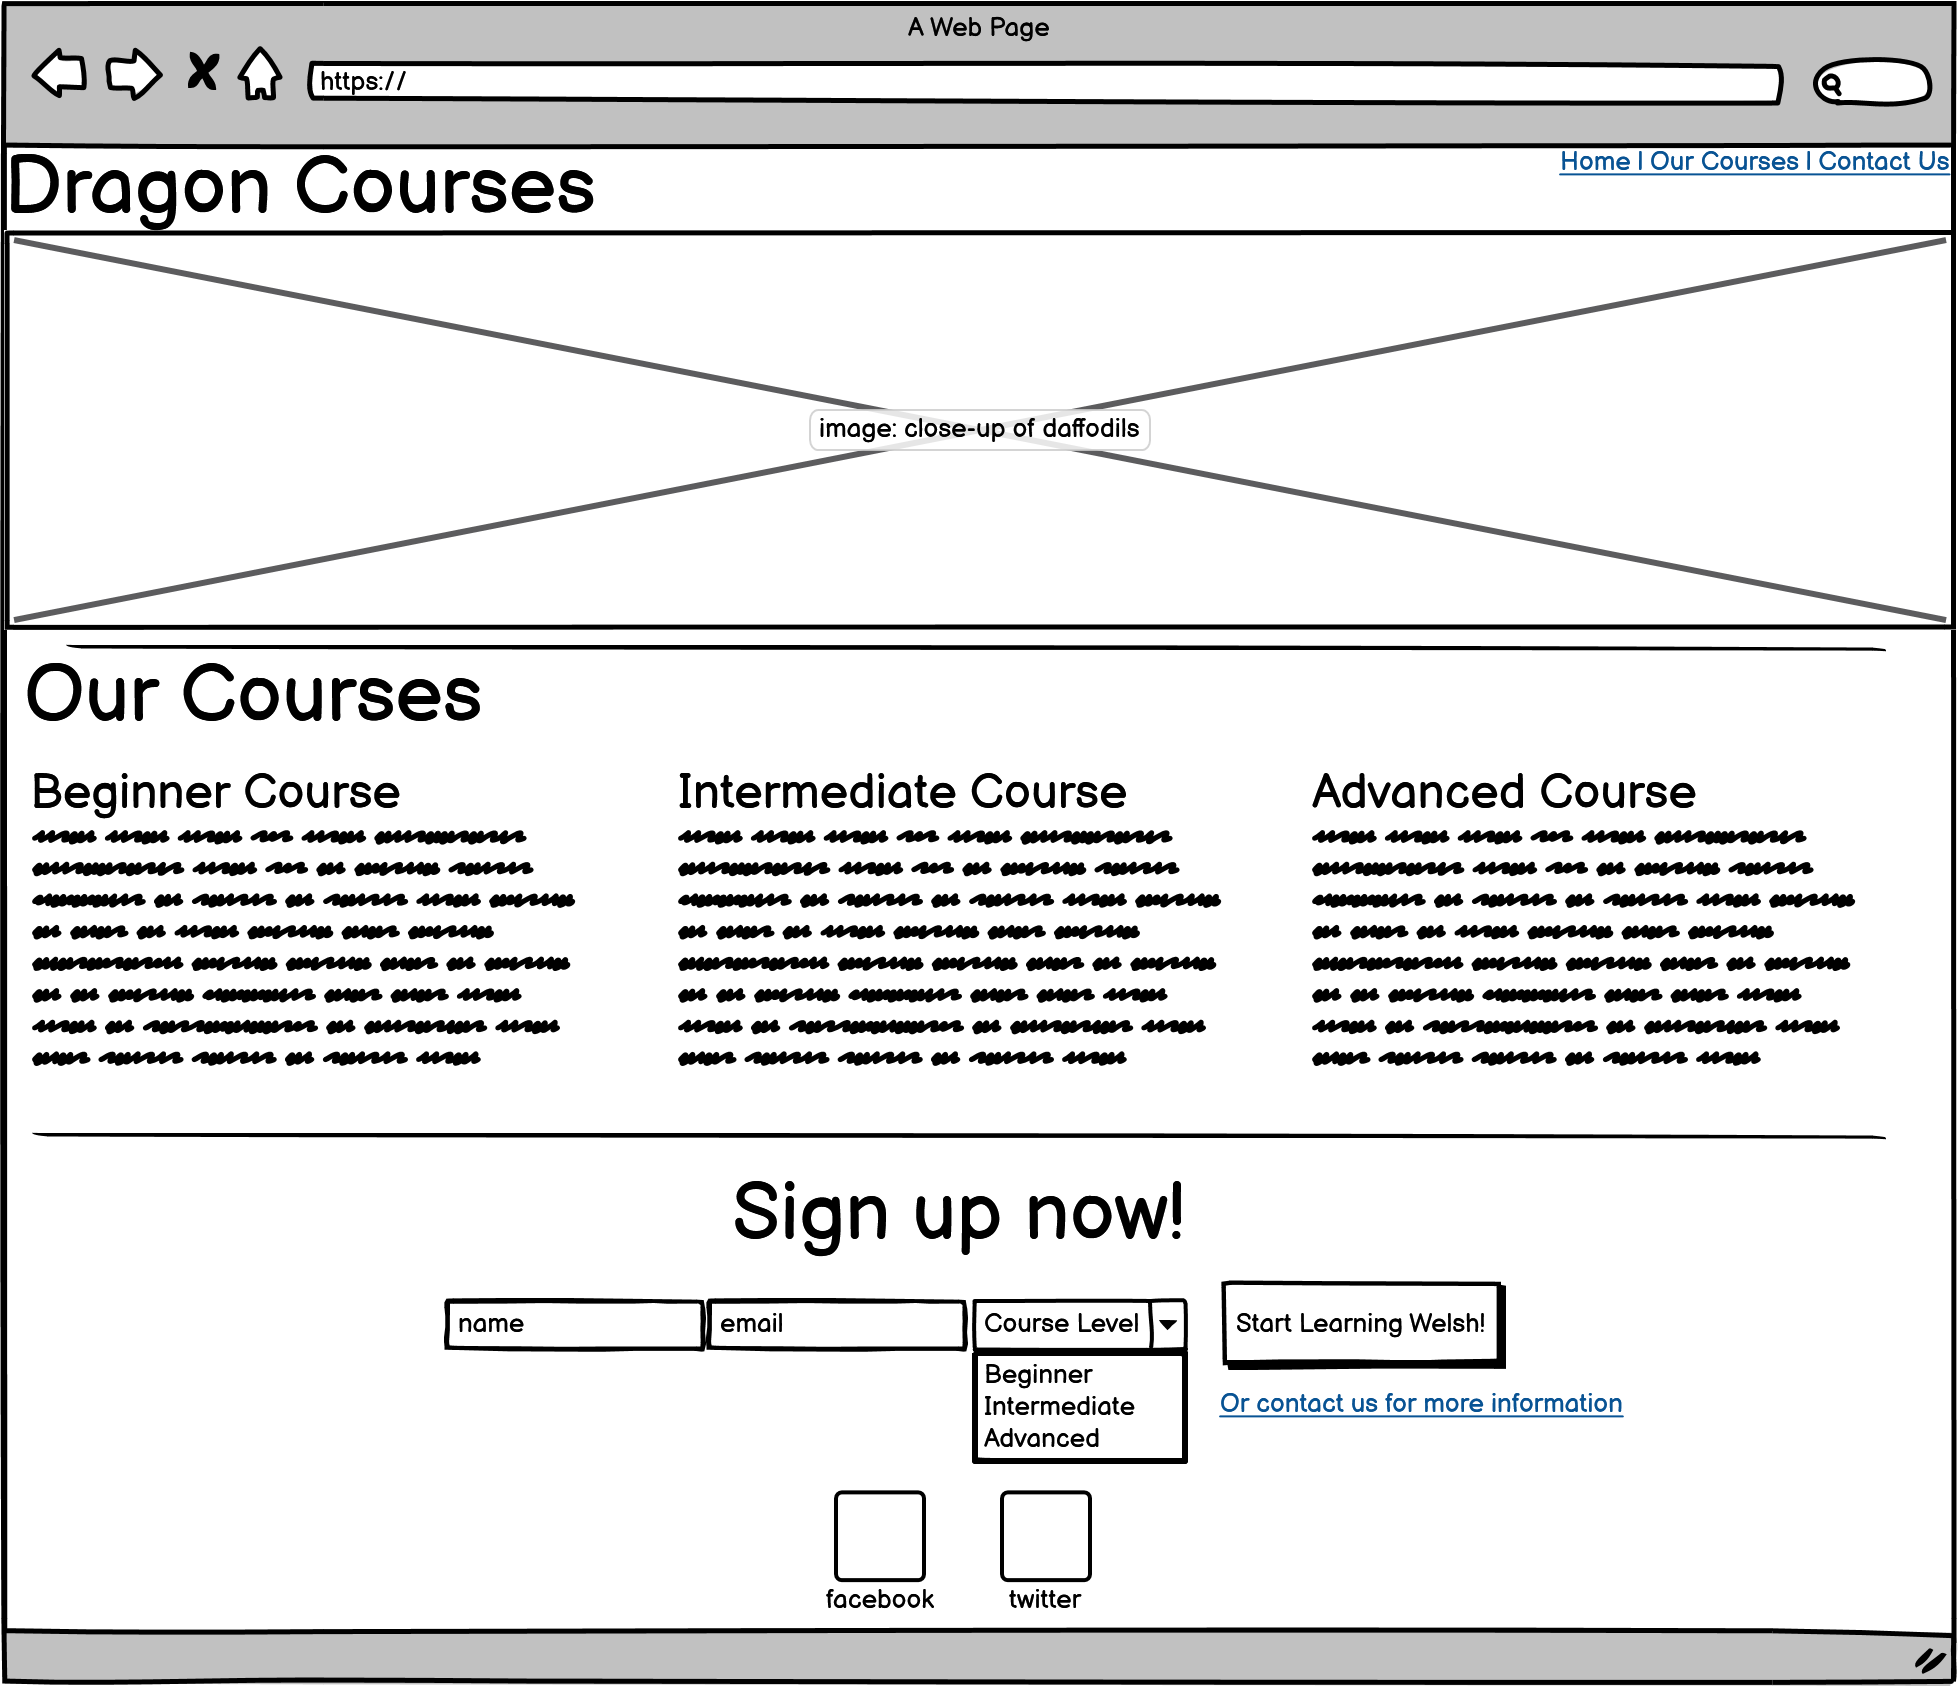 A Web Page
https://
Dragon Courses
Home | Our Courses | Contact Us
image: close-up of daffodils
Our Courses
Beginner Course
Intermediate Course
Advanced Course
Sign up now!
name
email
Course Level
Start Learning Welsh!
Beginner
Intermediate
Advanced
Or contact us for more information
facebook
twitter